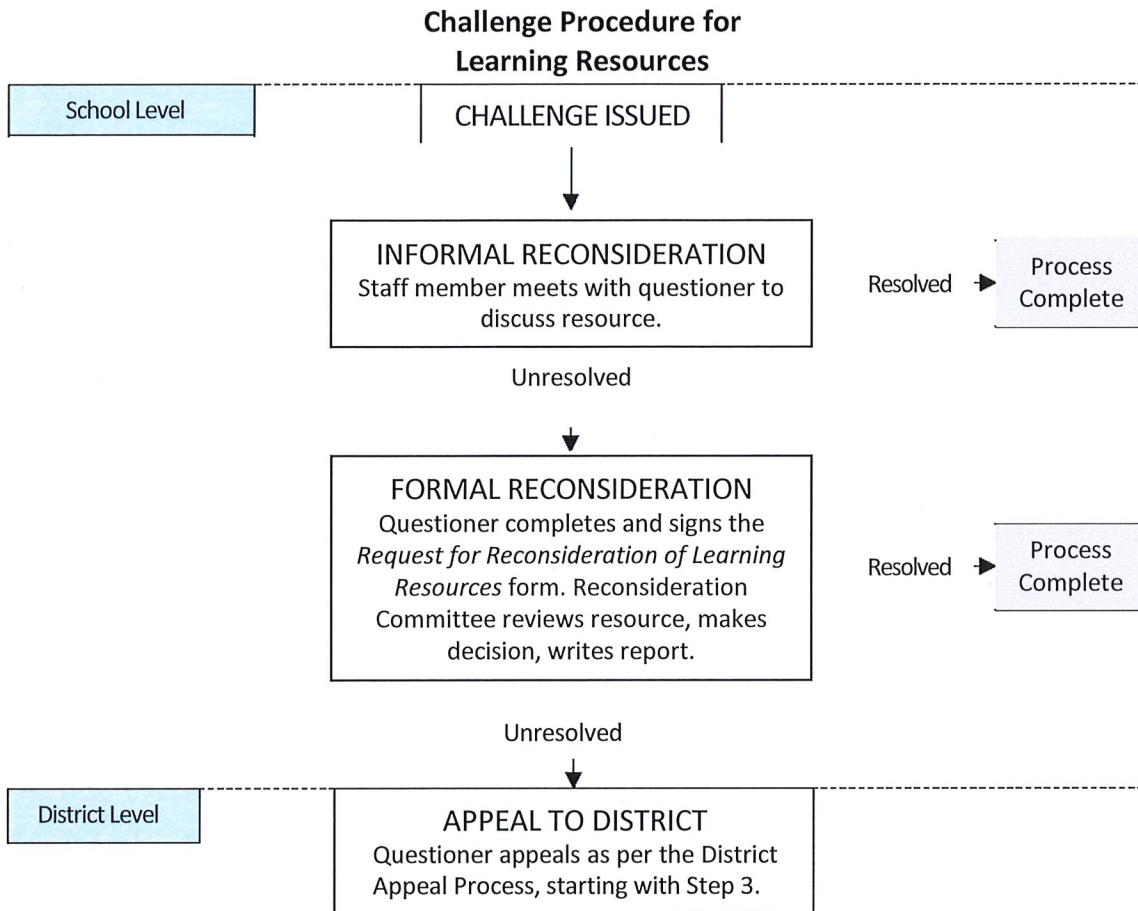 Challenge Procedure for
Learning Resources
School Level
CHALLENGE ISSUED
INFORMAL RECONSIDERATION
Staff member meets with questioner to
discuss resource.
Resolved
Process
Complete
Unresolved
FORMAL RECONSIDERATION
Questioner completes and signs the
Request for Reconsideration of Learning
Resources form. Reconsideration
Committee reviews resource, makes
decision, writes report.
Resolved
Process
Complete
Unresolved
District Level
APPEAL TO DISTRICT
Questioner appeals as per the District
Appeal Process, starting with Step 3.